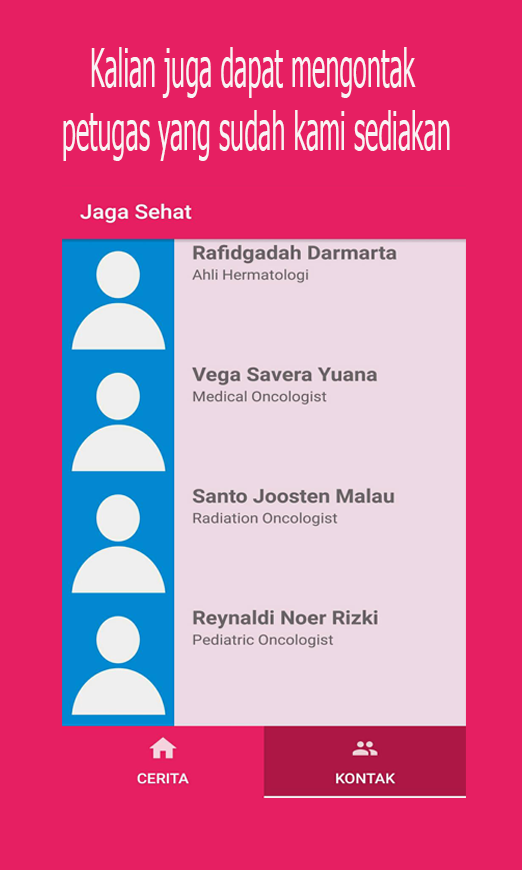 Kalian juga dapat mengontak
petugas yang sudah kami sediakan
Jaga Sehat
Rafidgadah Darmarta
Ahli Hermatologi
Vega Savera Yuana
Medical Oncologist
Santo Joosten Malau
Radiation Oncologist
Reynaldi Noer Rizki
Pediatric Oncologist
CERITA
KONTAK